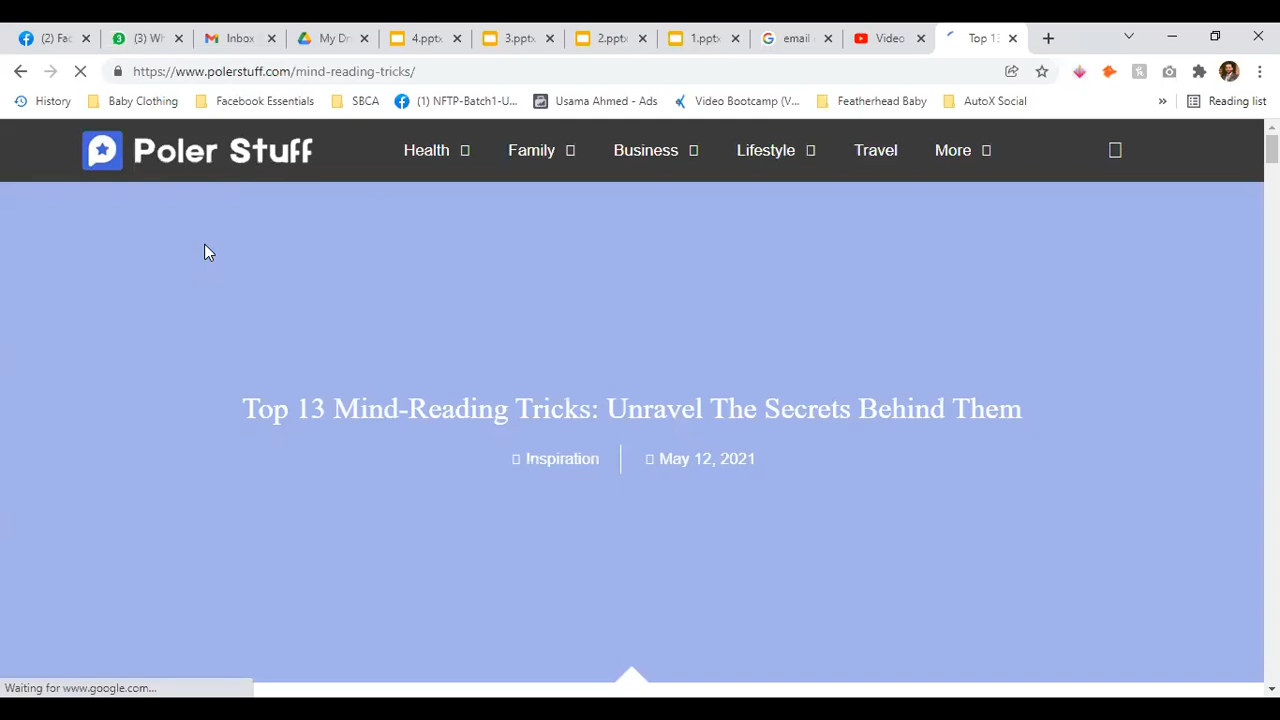 (2) Fac
(3) Wh
Inbox
My Dr
4.pptx
3.pptx
2.pptx
1.pptx
email
Video
Top 13
https://www.polerstuff.com/mind-reading-tricks/
History
Baby Clothing
Facebook Essentials
SBCA
(1) NFTP-Batch1-U...
Usama Ahmed - Ads
Video Bootcamp (V...
Featherhead Baby
AutoX Social
»
Reading list
Poler Stuff
Health
Family
Business
Lifestyle
Travel
More
Top 13 Mind-Reading Tricks: Unravel The Secrets Behind Them
Inspiration
May 12, 2021
Waiting for www.google.com...